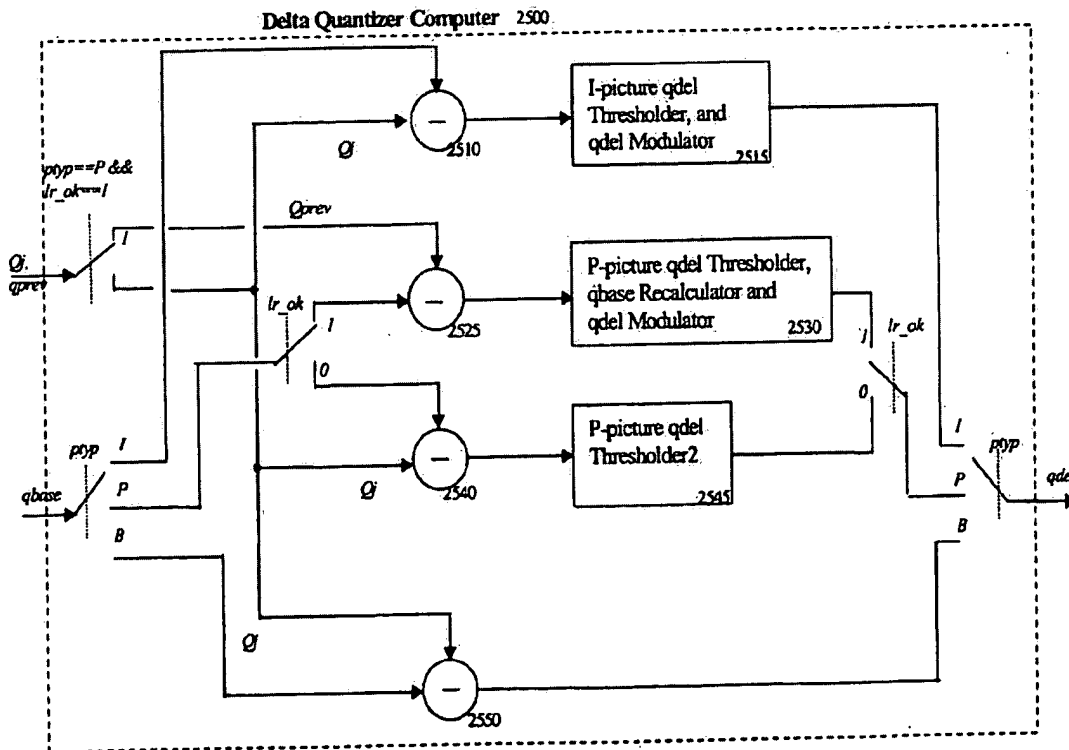 Delta Quantizer Computer 2500
I-picture qdel
Thresholder, and
qdel Modulator
2515
Qj
2510
ptyp==P &&
lr_ok==1
I
Qprev
Qj,
qprev
P-picture qdel Thresholder,
qbase Recalculator and
qdel Modulator
2530
lr_ok
1
2525
0
lr_ok
1
0
P-picture qdel
Thresholder2
2545
Qj
2540
ptyp
I
P
B
qbase
I
ptyp
P
B
qde
Qj
2550